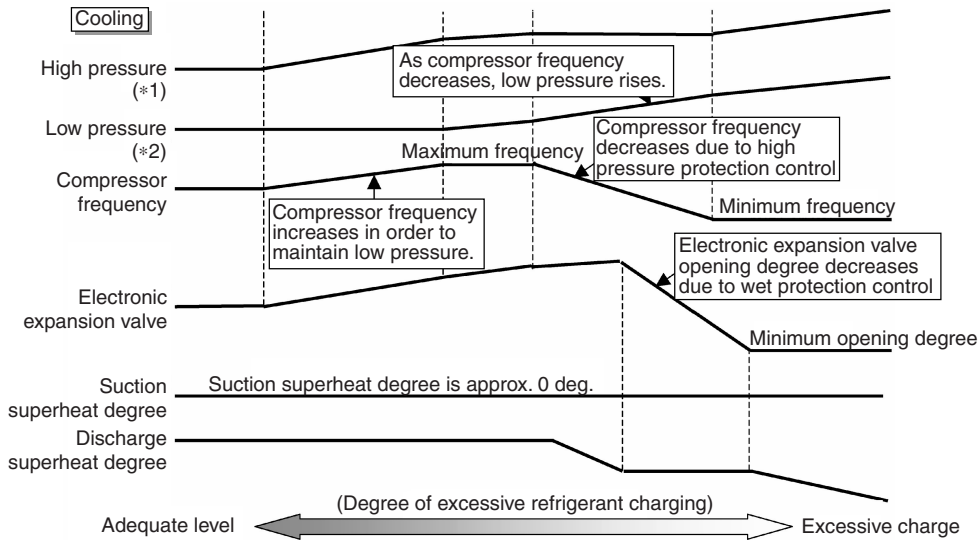 Cooling
High pressure
(*1)
As compressor frequency
decreases, low pressure rises.
Low pressure
(*2)
Compressor frequency
decreases due to high
pressure protection control
Maximum frequency
Compressor
frequency
Minimum frequency
Compressor frequency
increases in order to
maintain low pressure.
Electronic expansion valve
opening degree decreases
due to wet protection control
Electronic
expansion valve
Minimum opening degree
Suction
superheat degree
Suction superheat degree is approx. 0 deg.
Discharge
superheat degree
(Degree of excessive refrigerant charging)
Adequate level
Excessive charge